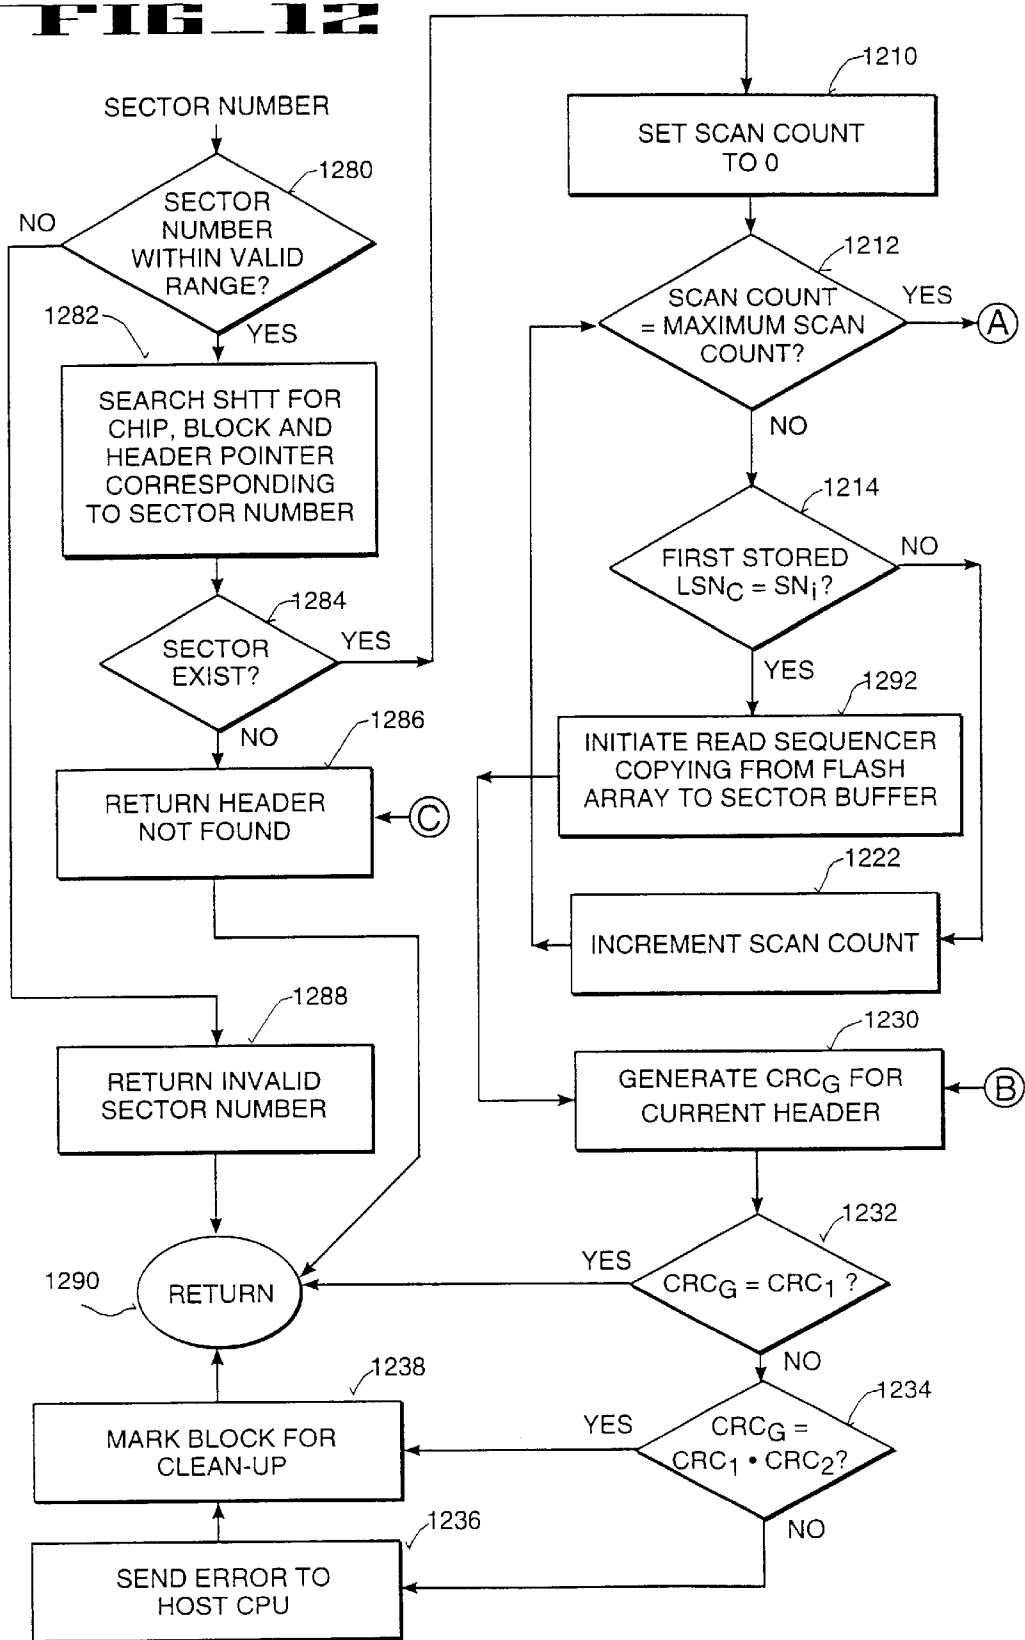 FIG_12
SECTOR NUMBER
1280
SECTOR
NUMBER
WITHIN VALID
RANGE?
NO
YES
1282
SEARCH SHTT FOR
CHIP, BLOCK AND
HEADER POINTER
CORRESPONDING
TO SECTOR NUMBER
1284
SECTOR
EXIST?
YES
NO
1286
RETURN HEADER
NOT FOUND
C
1288
RETURN INVALID
SECTOR NUMBER
1290
RETURN
1238
MARK BLOCK FOR
CLEAN-UP
1236
SEND ERROR TO
HOST CPU
1210
SET SCAN COUNT
TO 0
1212
SCAN COUNT
= MAXIMUM SCAN
COUNT?
YES
A
NO
1214
FIRST STORED
LSNC = SNi?
NO
YES
1292
INITIATE READ SEQUENCER
COPYING FROM FLASH
ARRAY TO SECTOR BUFFER
1222
INCREMENT SCAN COUNT
1230
GENERATE CRCG FOR
CURRENT HEADER
B
1232
CRCG = CRC1 ?
YES
NO
1234
CRCG =
CRC1 • CRC2?
YES
NO